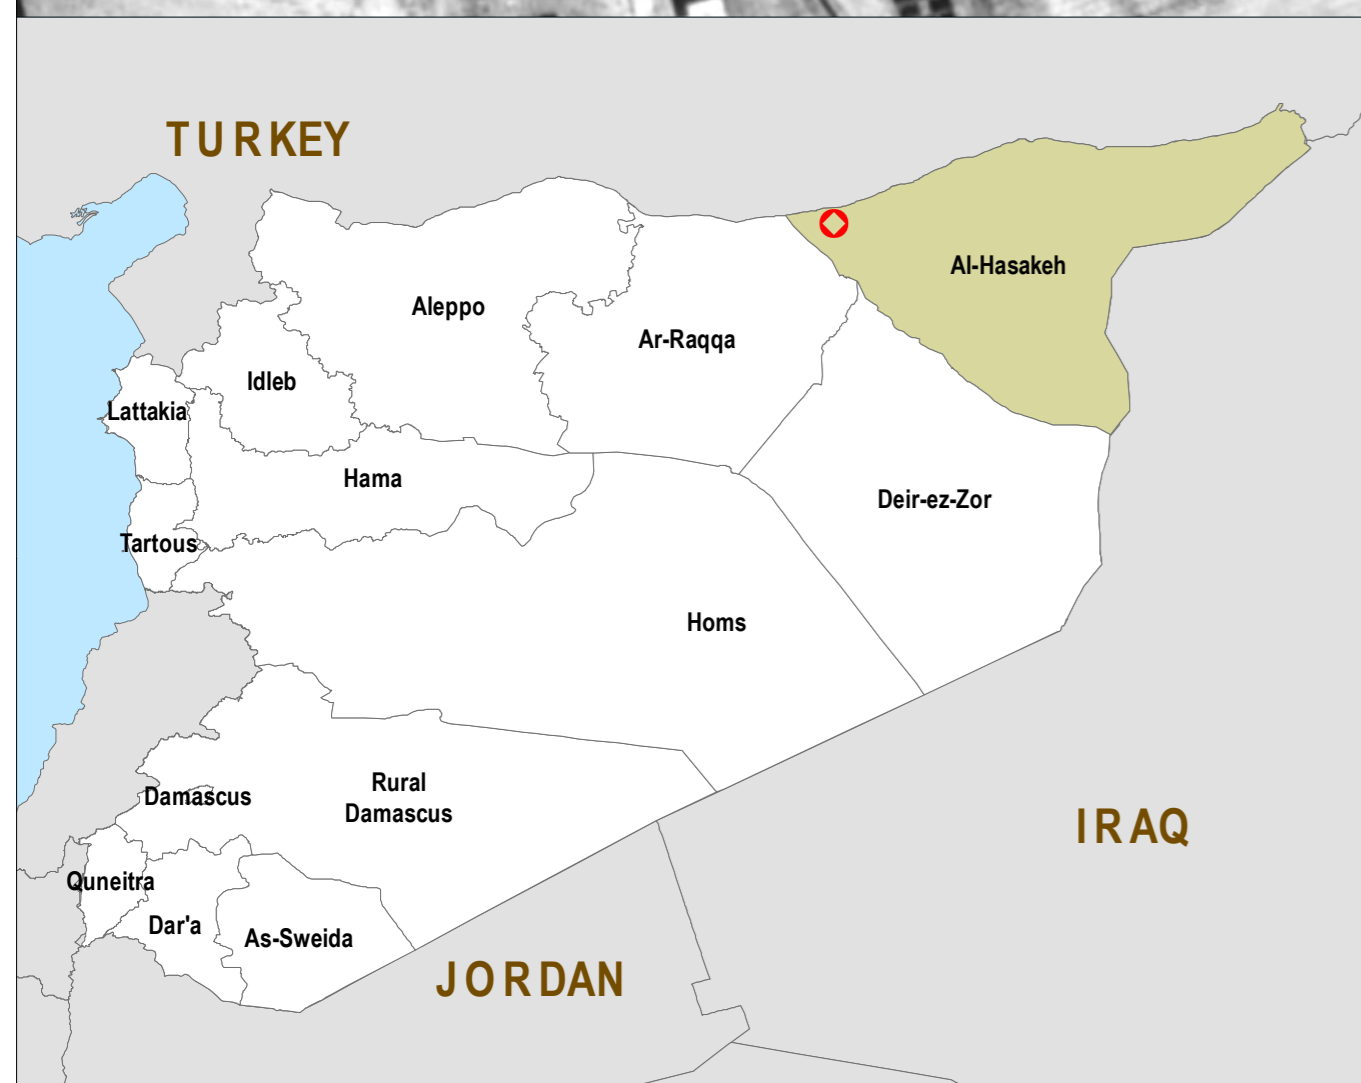 TURKEY
Al-Hasakeh
Aleppo
Ar-Raqqa
Idleb
Lattakia
Hama
Deir-ez-Zor
Tartous
Homs
Rural
Damascus
Damascus
IRAQ
Quneitra
Dar'a
As-Sweida
JORDAN